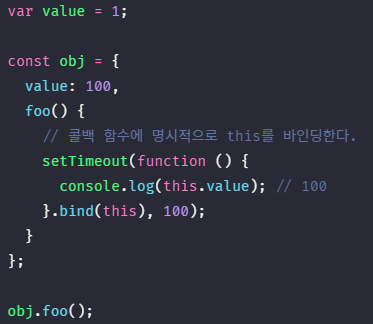 var value = 1;

const obj = {
  value: 100,
  foo() {
    // 콜백 함수에 명시적으로 this를 바인딩한다.
    setTimeout(function () {
      console.log(this.value); // 100
    }.bind(this), 100);
  }
};

obj.foo();